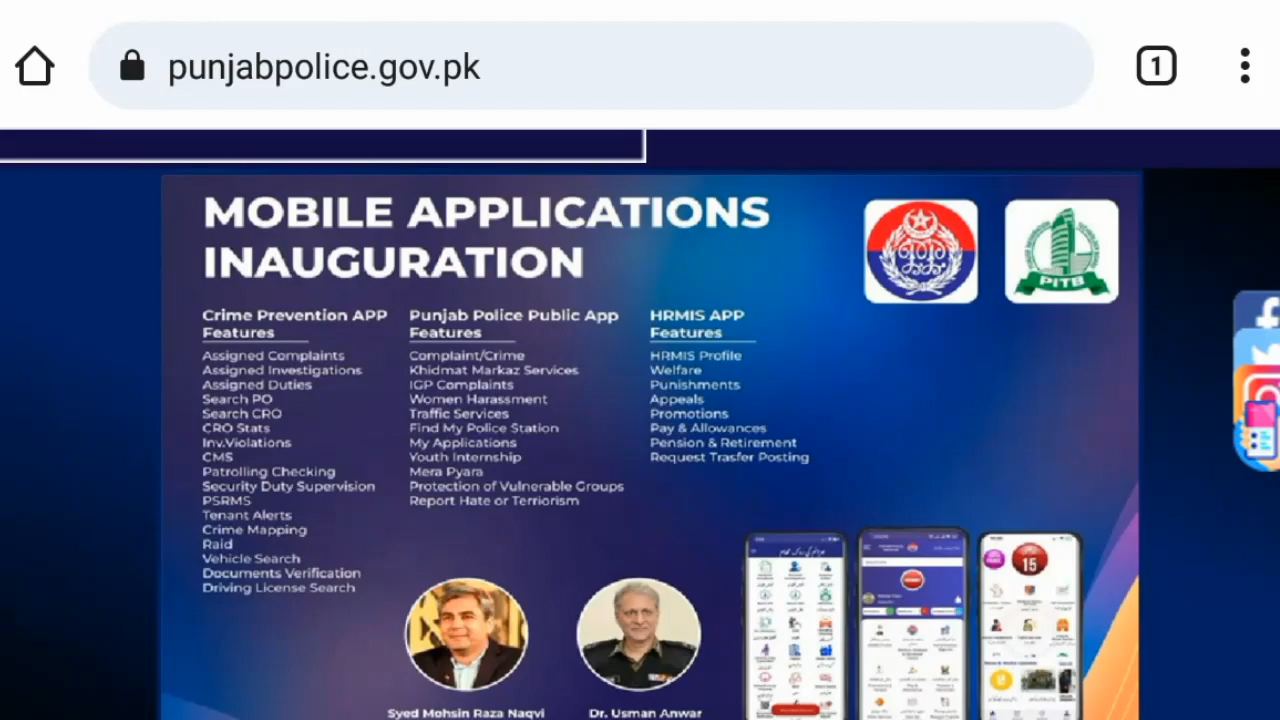 punjabpolice.gov.pk
1
MOBILE APPLICATIONS
INAUGURATION
PITB
Crime Prevention APP
Features
Assigned Complaints
Assigned Investigations
Assigned Duties
Search PO
Search CRO
CRO Stats
Inv.Violations
CMS
Patrolling Checking
Security Duty Supervision
PSRMS
Tenant Alerts
Crime Mapping
Raid
Vehicle Search
Documents Verification
Driving License Search
Punjab Police Public App
Features
Complaint/Crime
Khidmat Markaz Services
IGP Complaints
Women Harassment
Traffic Services
Find My Police Station
My Applications
Youth Internship
Mera Pyara
Protection of Vulnerable Groups
Report Hate or Terriorism
HRMIS APP
Features
HRMIS Profile
Welfare
Punishments
Appeals
Promotions
Pay & Allowances
Pension & Retirement
Request Trasfer Posting
15
Syed Mohsin Raza Naqvi
Dr. Usman Anwar